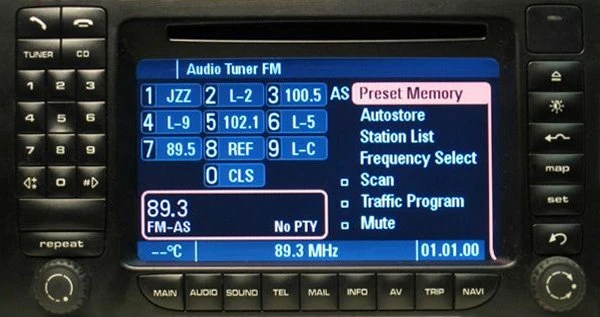 TUNER CD
1 2 3
4 5 6
7 8 9
0 #
repeat
Audio Tuner FM
1 JZZ 2 L-2 3 100.5 AS
4 L-9 5 102.1 6 L-5
7 89.5 8 REF 9 L-C
0 CLS
Peset Memory
Autostore
Station List
Frequency Select
Scan
Traffic Program
Mute
89.3
FM-AS No PTY
--°C 89.3 MHz 01.01.00
MAIN AUDIO SOUND TEL MAIL INFO AV TRIP NAVI
map
set